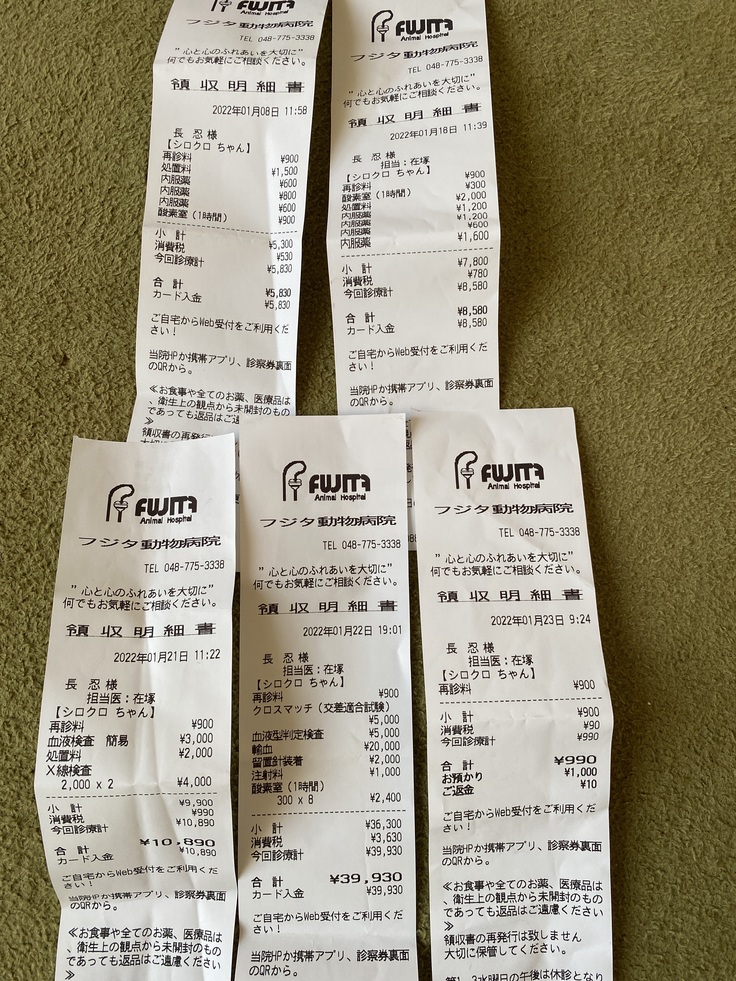 FUJITA
Animal Hospital
フジタ動物病院
TEL 048-775-3338
"心と心のふれあいを大切に"
何でもお気軽にご相談ください。
領収明細書
2022年01月08日 11:58
長 忍 様
【シロクロ ちゃん】
再診料 ¥900
処置料 ¥1,500
内服薬 ¥600
内服薬 ¥800
内服薬 ¥600
酸素室(1時間) ¥900
小 計 ¥5,300
消費税 ¥530
今回診療計 ¥5,830
合 計 ¥5,830
カード入金 ¥5,830
ご自宅からWeb受付をご利用くだ
さい!
当院HPか携帯アプリ、診察券裏面
のQRから。
≪お食事や全てのお薬、医療品は
、衛生上の観点から未開封のもの
であっても返品はご遠
≫
領収書の再発行
FUJITA
Animal Hospital
フジタ動物病院
TEL 048-775-3338
"心と心のふれあいを大切に"
何でもお気軽にご相談ください。
領収明細書
2022年01月18日 11:39
長 忍 様
担当:在塚
【シロクロ ちゃん】
再診料 ¥900
処置料 ¥300
酸素室(1時間) ¥2,000
内服薬 ¥1,200
内服薬 ¥1,200
内服薬 ¥600
内服薬 ¥1,600
小 計 ¥7,800
消費税 ¥780
今回診療計 ¥8,580
合 計 ¥8,580
カード入金 ¥8,580
ご自宅からWeb受付をご利用くだ
さい!
当院HPか携帯アプリ、診察券裏面
のQRから。
FUJITA
Animal Hospital
フジタ動物病院
TEL 048-775-3338
"心と心のふれあいを大切に"
何でもお気軽にご相談ください。
領収明細書
2022年01月21日 11:22
長 忍 様
担当医:在塚
【シロクロ ちゃん】
再診料 ¥900
血液検査 簡易 ¥3,000
処置料 ¥2,000
X線検査
2,000 x 2 ¥4,000
小 計 ¥9,900
消費税 ¥990
今回診療計 ¥10,890
合 計 ¥10,890
カード入金 ¥10,890
ご自宅からWeb受付をご利用くだ
さい!
当院HPか携帯アプリ、診察券裏面
のQRから。
≪お食事や全てのお薬、医療品は
、衛生上の観点から未開封のもの
であっても返品はご遠慮ください
≫
FUJITA
Animal Hospital
フジタ動物病院
TEL 048-775-3338
"心と心のふれあいを大切に"
何でもお気軽にご相談ください。
領収明細書
2022年01月22日 19:01
長 忍 様
担当医:在塚
【シロクロ ちゃん】
再診料 ¥900
クロスマッチ(交差適合試験)
¥5,000
血液型判定検査 ¥5,000
輸血 ¥20,000
留置針装着 ¥2,000
注射料 ¥1,000
酸素室(1時間)
300 x 8 ¥2,400
小 計 ¥36,300
消費税 ¥3,630
今回診療計 ¥39,930
合 計 ¥39,930
カード入金 ¥39,930
ご自宅からWeb受付をご利用くだ
さい!
当院HPか携帯アプリ、診察券裏面
のQRから。
FUJITA
Animal Hospital
フジタ動物病院
TEL 048-775-3338
"心と心のふれあいを大切に"
何でもお気軽にご相談ください。
領収明細書
2022年01月23日 9:24
長 忍 様
担当医:在塚
【シロクロ ちゃん】
再診料 ¥900
小 計 ¥900
消費税 ¥90
今回診療計 ¥990
合 計 ¥990
お預かり ¥1,000
ご返金 ¥10
ご自宅からWeb受付をご利用くだ
さい!
当院HPか携帯アプリ、診察券裏面
のQRから。
≪お食事や全てのお薬、医療品は
、衛生上の観点から未開封のもの
であっても返品はご遠慮ください
≫
領収書の再発行は致しません
大切に保管してください。
第1、3水曜日の午後は休診となり